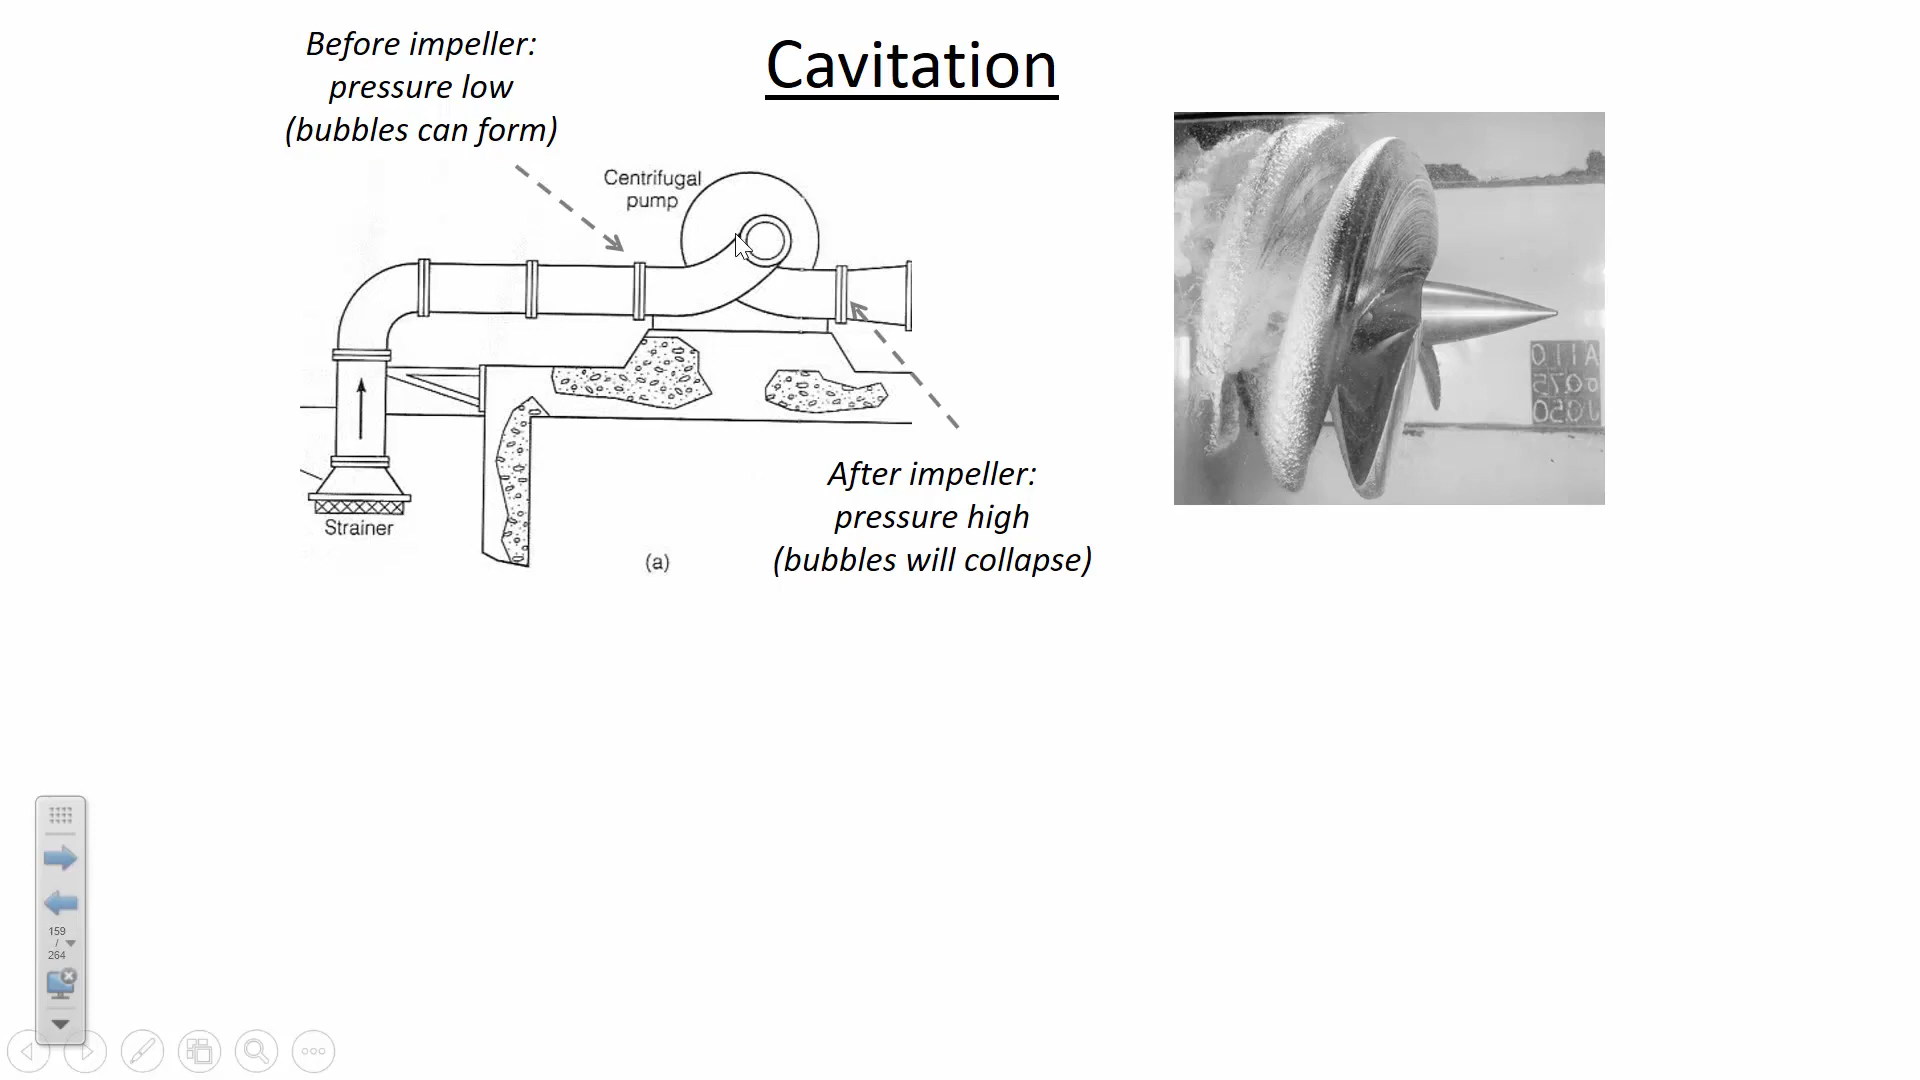 Before impeller:
pressure low
(bubbles can form)
Cavitation
Centrifugal
pump
Strainer
(a)
After impeller:
pressure high
(bubbles will collapse)
159
/
264